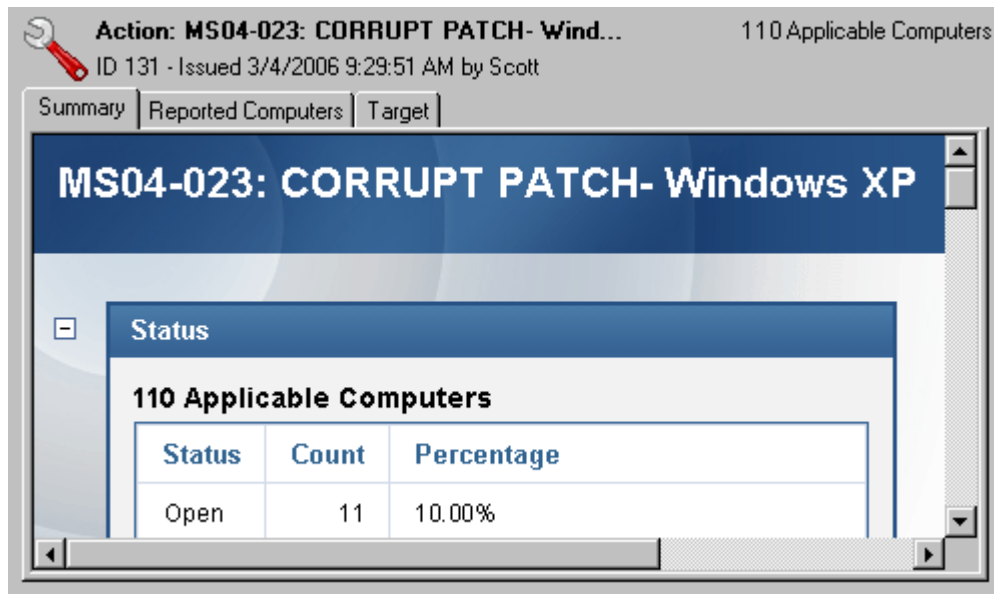 Action: MS04-023: CORRUPT PATCH- Wind...
110 Applicable Computers
ID 131 - Issued 3/4/2006 9:29:51 AM by Scott
Summary Reported Computers Target
MS04-023: CORRUPT PATCH- Windows XP
Status
110 Applicable Computers
Status Count Percentage
Open 11 10.00%